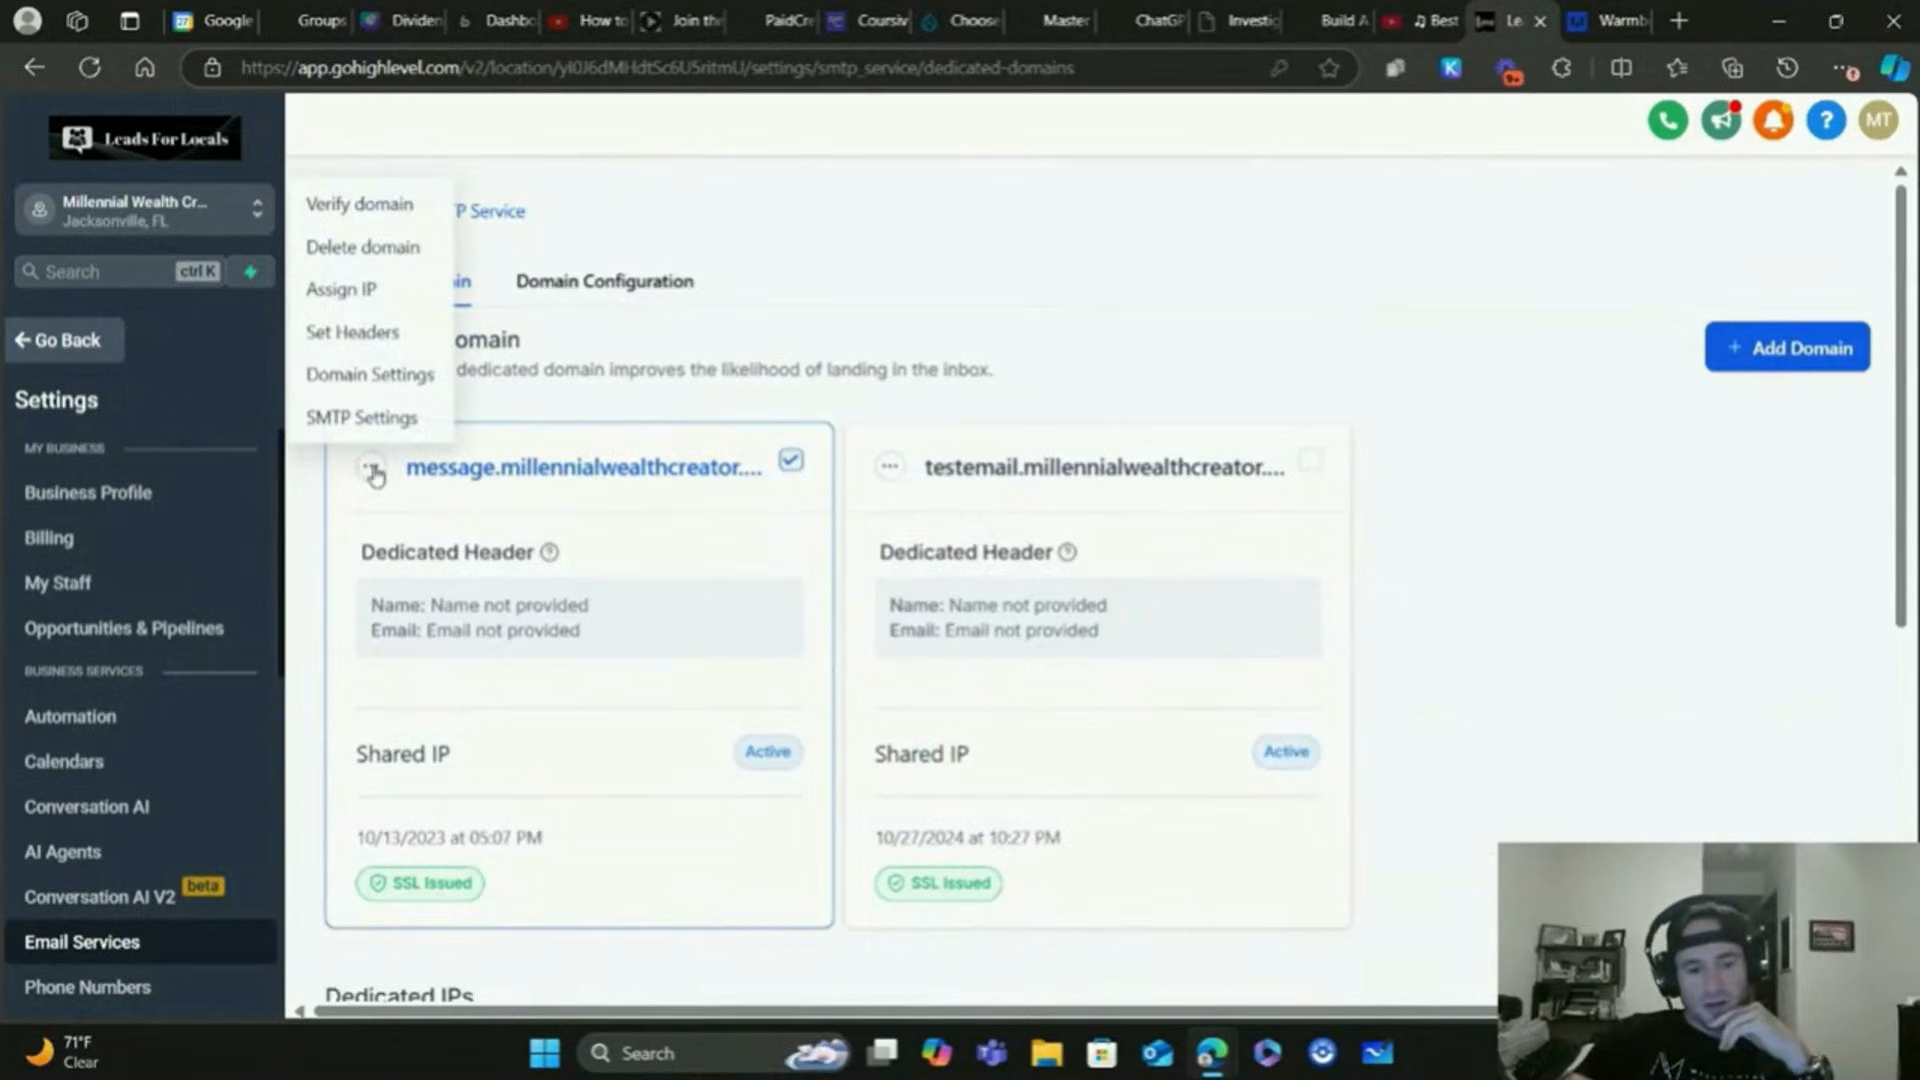 Google
Groups
Dividen
Dashbo
How to
Join the
PaidCre
Coursiv
Choose
Master
ChatGP
Investic
Build A
Best
Le
Warmb
https://app.gohighlevel.com/v2/location/yI0J6dMHdtSc6U5ritmU/settings/smtp_service/dedicated-domains
Leads For Locals
MT
Millennial Wealth Cr...
Jacksonville, FL
Search
ctrl K
Go Back
Settings
MY BUSINESS
Business Profile
Billing
My Staff
Opportunities & Pipelines
BUSINESS SERVICES
Automation
Calendars
Conversation AI
AI Agents
Conversation AI V2 beta
Email Services
Phone Numbers
Verify domain
Delete domain
Assign IP
Set Headers
Domain Settings
SMTP Settings
P Service
in
Domain Configuration
omain
dedicated domain improves the likelihood of landing in the inbox.
+ Add Domain
message.millennialwealthcreator....
Dedicated Header
Name: Name not provided
Email: Email not provided
Shared IP
Active
10/13/2023 at 05:07 PM
SSL Issued
testemail.millennialwealthcreator....
Dedicated Header
Name: Name not provided
Email: Email not provided
Shared IP
Active
10/27/2024 at 10:27 PM
SSL Issued
Dedicated IPs
71°F
Clear
Search